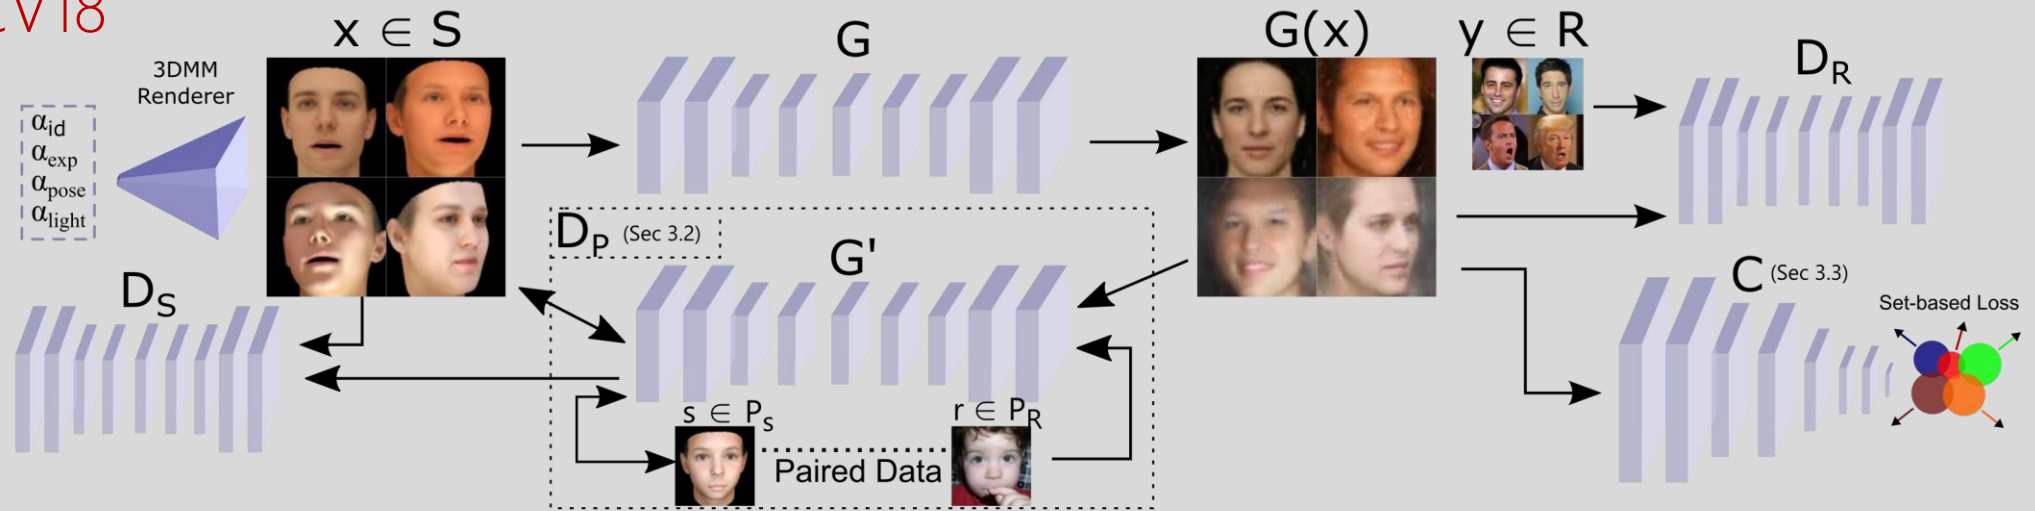 V18
x ∈ S
G
G(x)
y ∈ R
D_R
3DMM
Renderer
α_id
α_exp
α_pose
α_light
D_P (Sec 3.2)
G'
D_S
C (Sec 3.3)
Set-based Loss
s ∈ P_s
r ∈ P_R
Paired Data